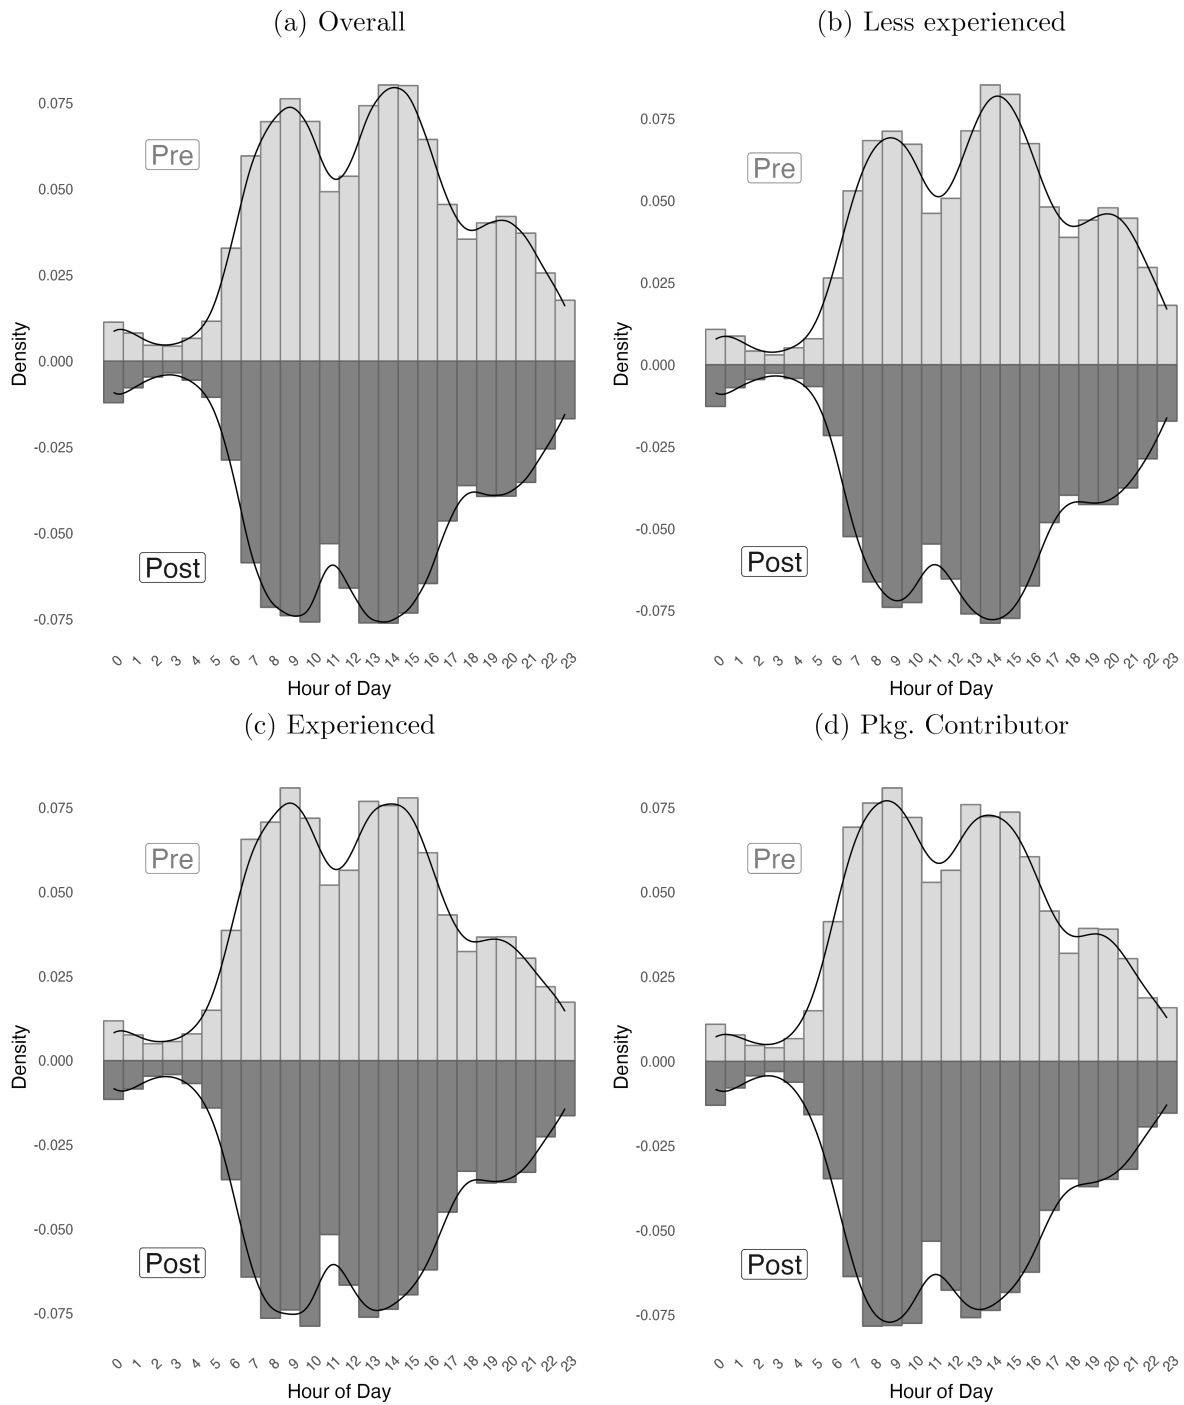 (a) Overall
0.075
0.050
0.025
0.000
-0.025
-0.050
-0.075
Density
Pre
Post
0 1 2 3 4 5 6 7 8 9 10 11 12 13 14 15 16 17 18 19 20 21 22 23
Hour of Day
(b) Less experienced
0.075
0.050
0.025
0.000
-0.025
-0.050
-0.075
Density
Pre
Post
0 1 2 3 4 5 6 7 8 9 10 11 12 13 14 15 16 17 18 19 20 21 22 23
Hour of Day
(c) Experienced
0.075
0.050
0.025
0.000
-0.025
-0.050
-0.075
Density
Pre
Post
0 1 2 3 4 5 6 7 8 9 10 11 12 13 14 15 16 17 18 19 20 21 22 23
Hour of Day
(d) Pkg. Contributor
0.075
0.050
0.025
0.000
-0.025
-0.050
-0.075
Density
Pre
Post
0 1 2 3 4 5 6 7 8 9 10 11 12 13 14 15 16 17 18 19 20 21 22 23
Hour of Day